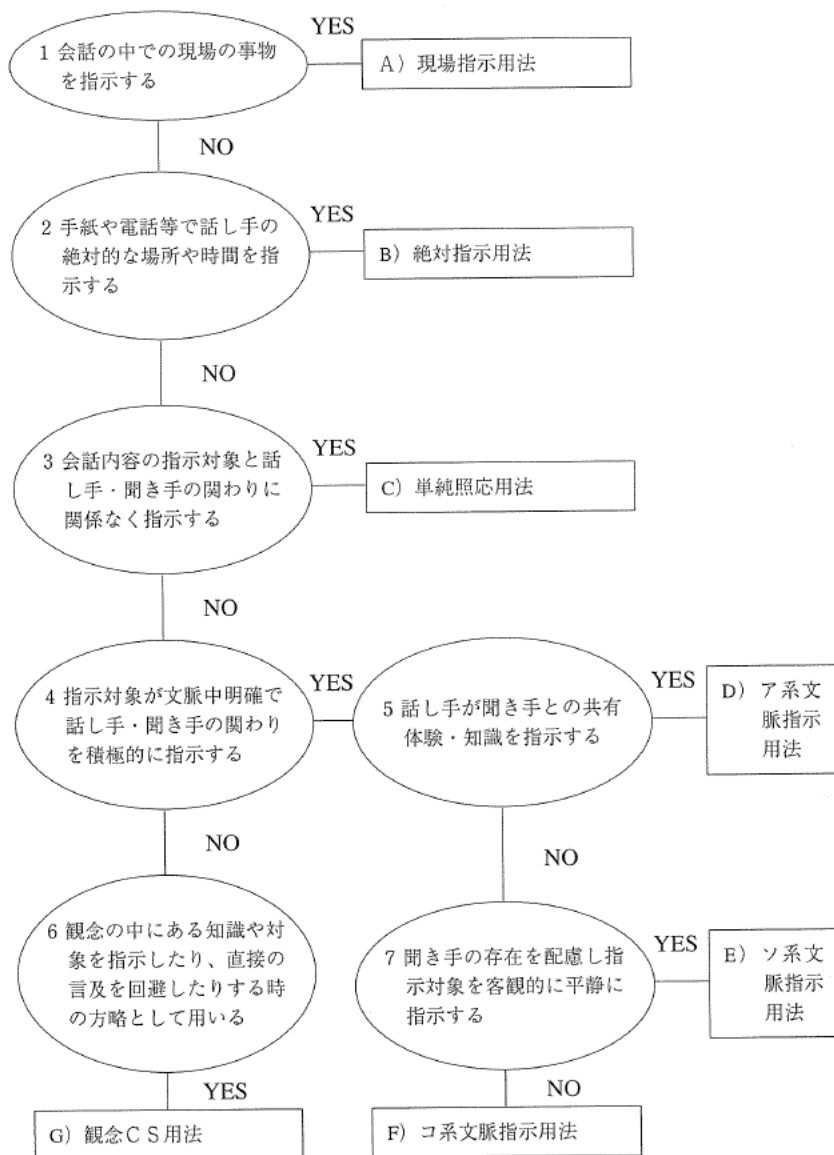 YES
1 会話の中での現場の事物
を指示する
A）現場指示用法
NO
2 手紙や電話等で話し手の
絶対的な場所や時間を指
示する
YES
B）絶対指示用法
NO
3 会話内容の指示対象と話
し手・聞き手の関わりに
関係なく指示する
YES
C）単純照応用法
NO
4 指示対象が文脈中明確で
話し手・聞き手の関わり
を積極的に指示する
YES
5 話し手が聞き手との共有
体験・知識を指示する
YES
D）ア系文
脈指示
用法
NO
NO
6 観念の中にある知識や対
象を指示したり、直接の
言及を回避したりする時
の方略として用いる
7 聞き手の存在を配慮し指
示対象を客観的に平静に
指示する
YES
E）ソ系文
脈指示
用法
YES
NO
G）観念ＣＳ用法
F）コ系文脈指示用法